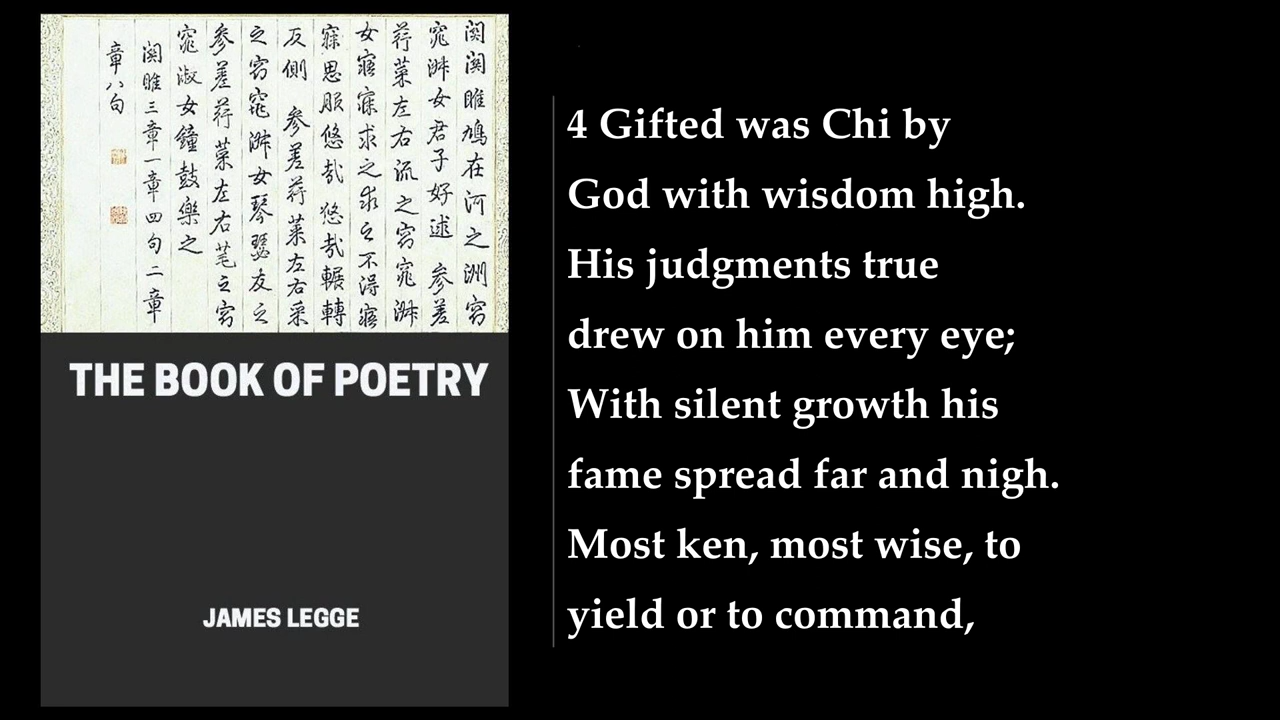 関関雎鳩在河之洲窈
窕淑女君子好逑 參差
荇菜左右流之窈窕淑
女寤寐求之求之不得寤
寐思服悠哉悠哉輾轉
反側 參差荇菜左右采
之窈窕淑女琴瑟友之
參差荇菜左右芼之窈
窕淑女鐘鼓樂之
関雎三章一章四句二章
章八句
THE BOOK OF POETRY
JAMES LEGGE
4 Gifted was Chi by
God with wisdom high.
His judgments true
drew on him every eye;
With silent growth his
fame spread far and nigh.
Most ken, most wise, to
yield or to command,